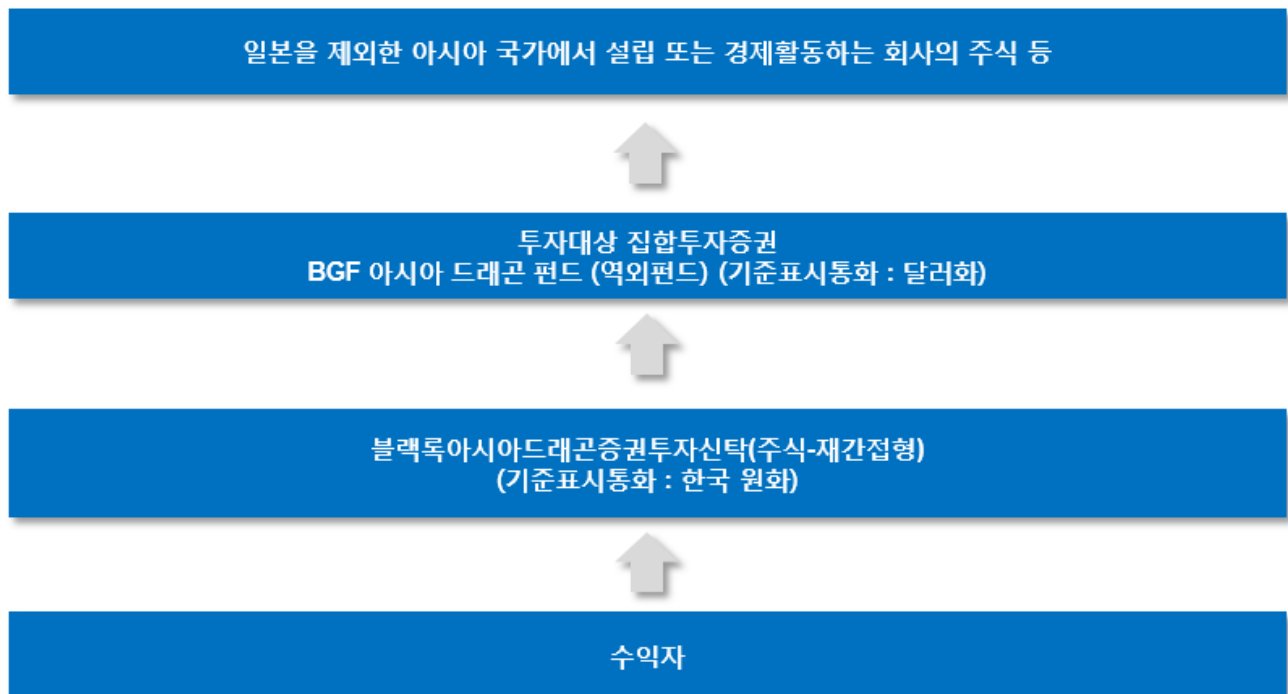 일본을 제외한 아시아 국가에서 설립 또는 경제활동하는 회사의 주식 등
투자대상 집합투자증권
BGF 아시아 드래곤 펀드 (역외펀드) (기준표시통화 : 달러화)
블랙록아시아드래곤증권투자신탁(주식-재간접형)
(기준표시통화 : 한국 원화)
수익자